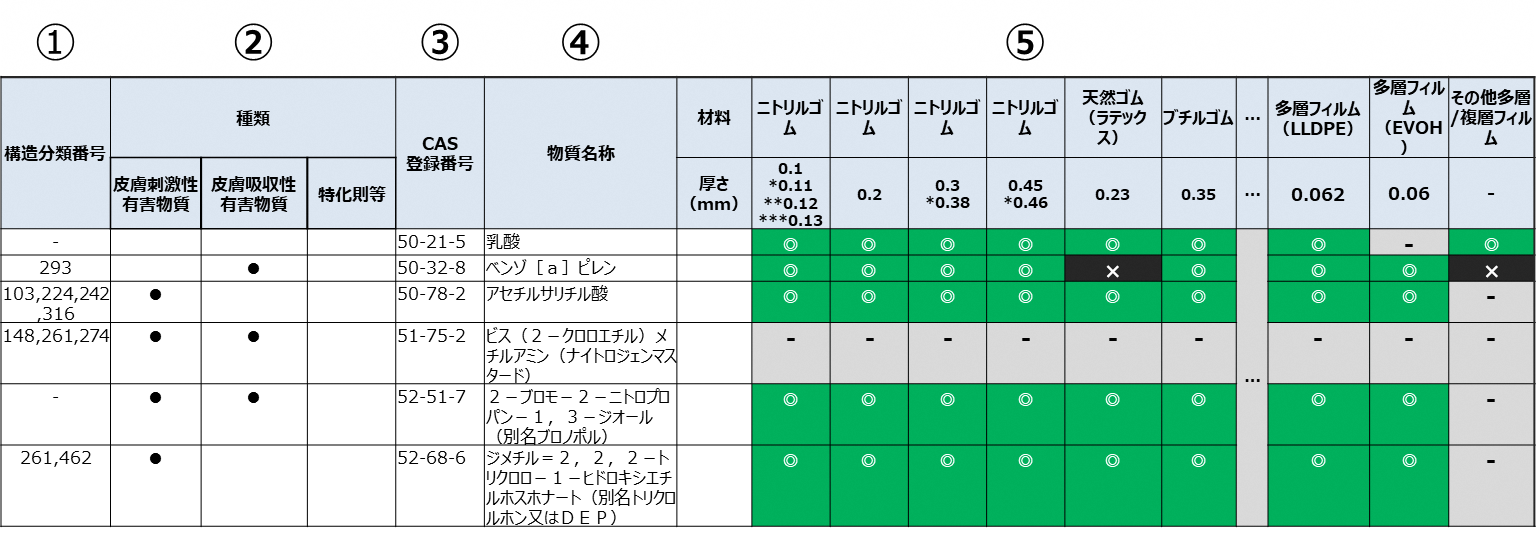 ① ② ③ ④ ⑤
構造分類番号
種類
皮膚刺激性
有害物質
皮膚吸収性
有害物質
特化則等
CAS
登録番号
物質名称
材料
厚さ
（mm）
ニトリルゴ
ム
ニトリルゴ
ム
ニトリルゴ
ム
ニトリルゴ
ム
天然ゴム
（ラテック
ス）
ブチルゴム
…
多層フィルム
（LLDPE）
多層フィル
ム
（EVOH
）
その他多層
/複層フィル
ム
0.1
*0.11
**0.12
***0.13
0.2
0.3
*0.38
0.45
*0.46
0.23
0.35
…
0.062
0.06
-
- 50-21-5 乳酸 ◎ ◎ ◎ ◎ ◎ ◎ ◎ - ◎
293 ● 50-32-8 ベンゾ［ａ］ピレン ◎ ◎ ◎ ◎ × ◎ ◎ ◎ ×
103,224,242
,316
● 50-78-2 アセチルサリチル酸 ◎ ◎ ◎ ◎ ◎ ◎ ◎ ◎ -
148,261,274 ● ● 51-75-2 ビス（２－クロロエチル）メ
チルアミン（ナイトロジェンマス
タード）
- - - - - - - - -
…
- ● ● 52-51-7 ２－ブロモ－２－ニトロプロ
パン－１，３－ジオール
（別名ブロノポル）
◎ ◎ ◎ ◎ ◎ ◎ ◎ ◎ -
261,462 ● 52-68-6 ジメチル＝２，２，２－ト
リクロロ－１－ヒドロキシエチ
ルホスホナート（別名トリクロ
ルホン又はＤＥＰ）
◎ ◎ ◎ ◎ ◎ ◎ ◎ ◎ -